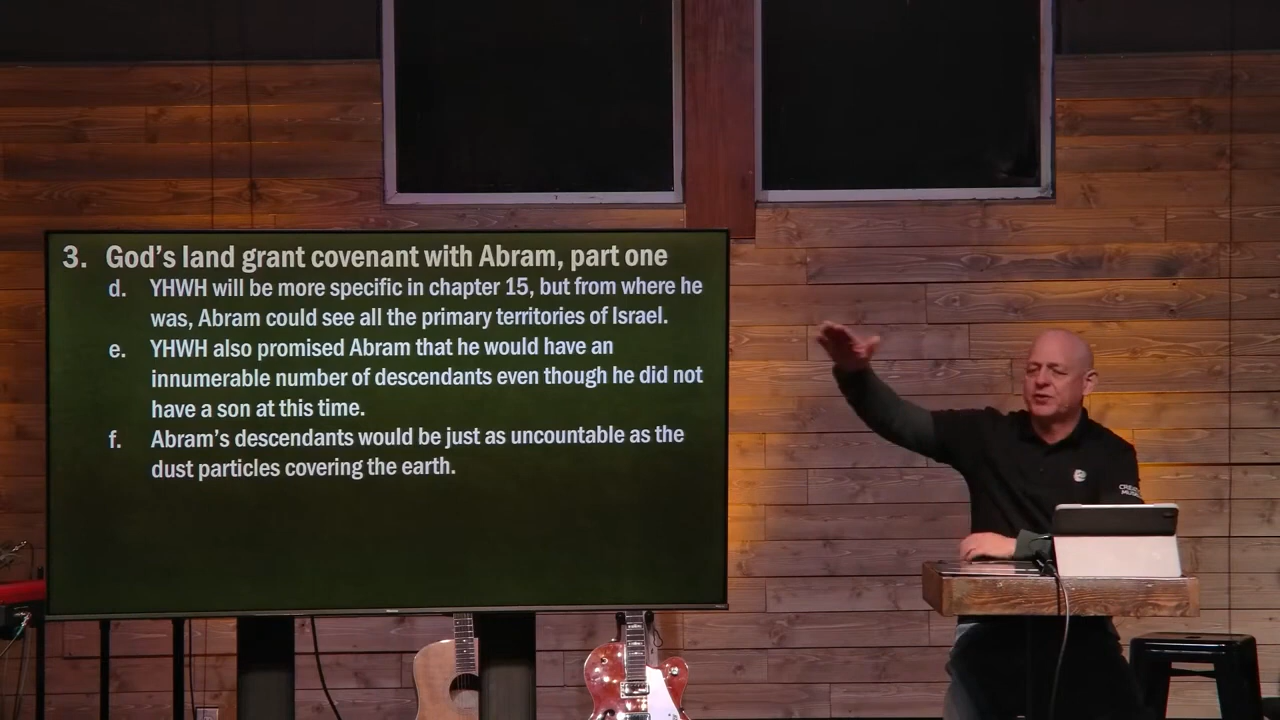 3. God's land grant covenant with Abram, part one
d. YHWH will be more specific in chapter 15, but from where he
was, Abram could see all the primary territories of Israel.
e. YHWH also promised Abram that he would have an
innumerable number of descendants even though he did not
have a son at this time.
f. Abram's descendants would be just as uncountable as the
dust particles covering the earth.